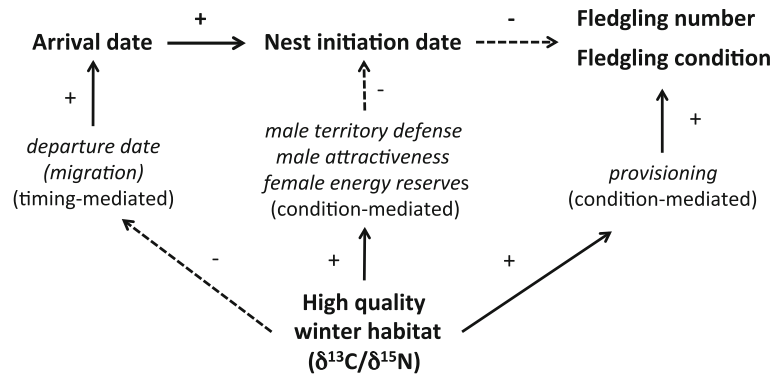 Arrival date
+
Nest initiation date
-
Fledgling number
Fledgling condition
+
departure date
(migration)
(timing-mediated)
-
male territory defense
male attractiveness
female energy reserves
(condition-mediated)
+
provisioning
(condition-mediated)
-
+
+
High quality
winter habitat
(δ¹³C/δ¹⁵N)